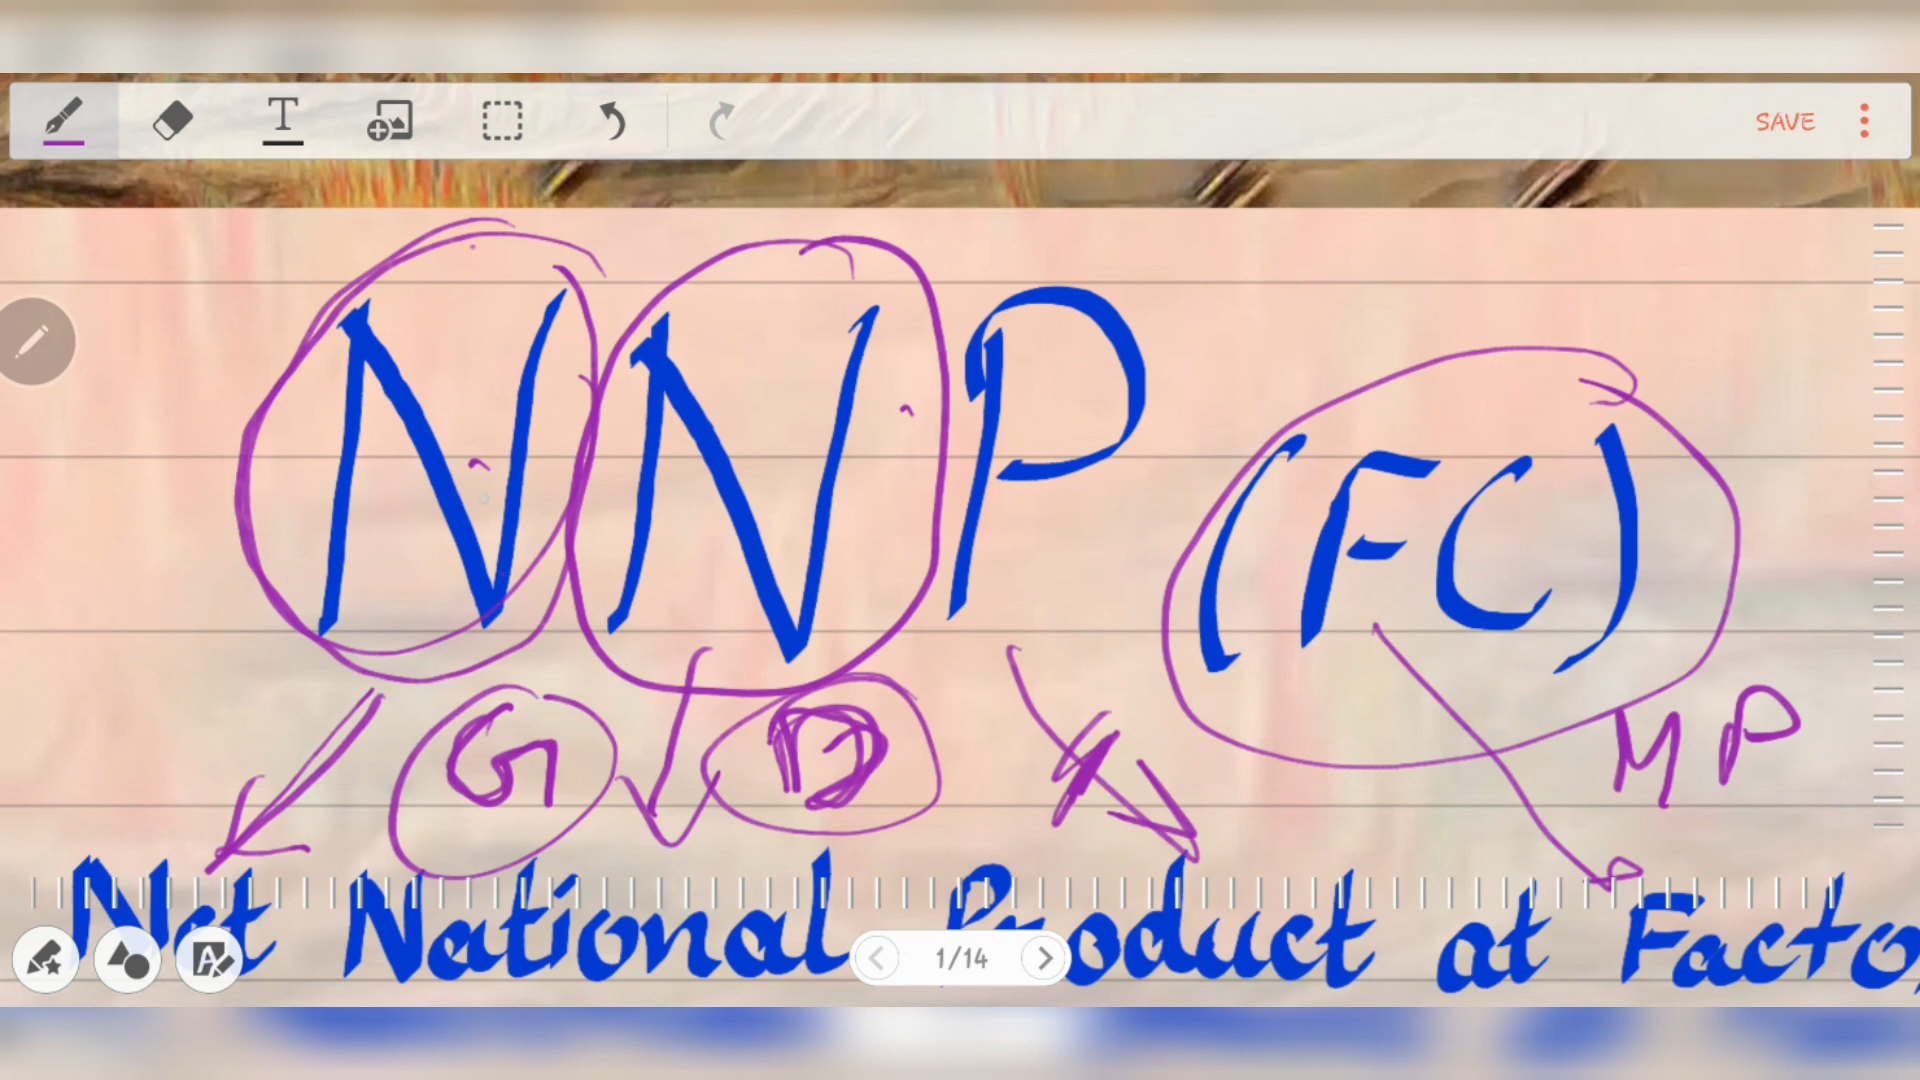 T SAVE
NNP (FC)
G D MP
Net National Product at Facto
A
1/14